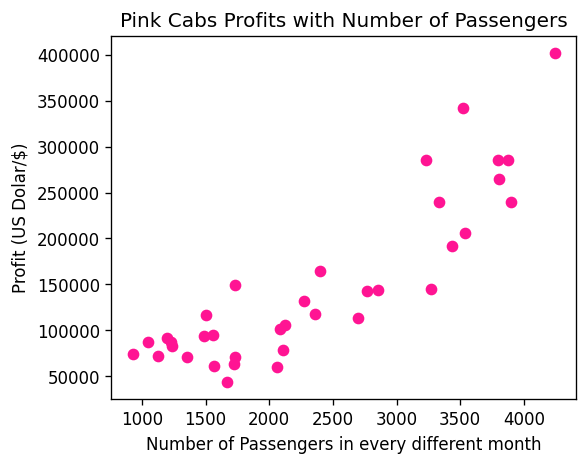 Pink Cabs Profits with Number of Passengers
Profit (US Dolar/$)
400000
350000
300000
250000
200000
150000
100000
50000
1000 1500 2000 2500 3000 3500 4000
Number of Passengers in every different month